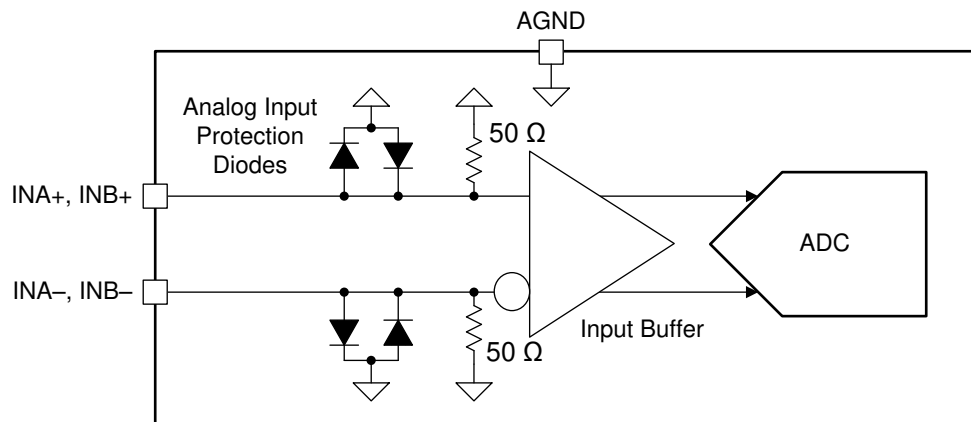 AGND
Analog Input
Protection
Diodes
50 Ω
INA+, INB+
ADC
INA–, INB–
Input Buffer
50 Ω